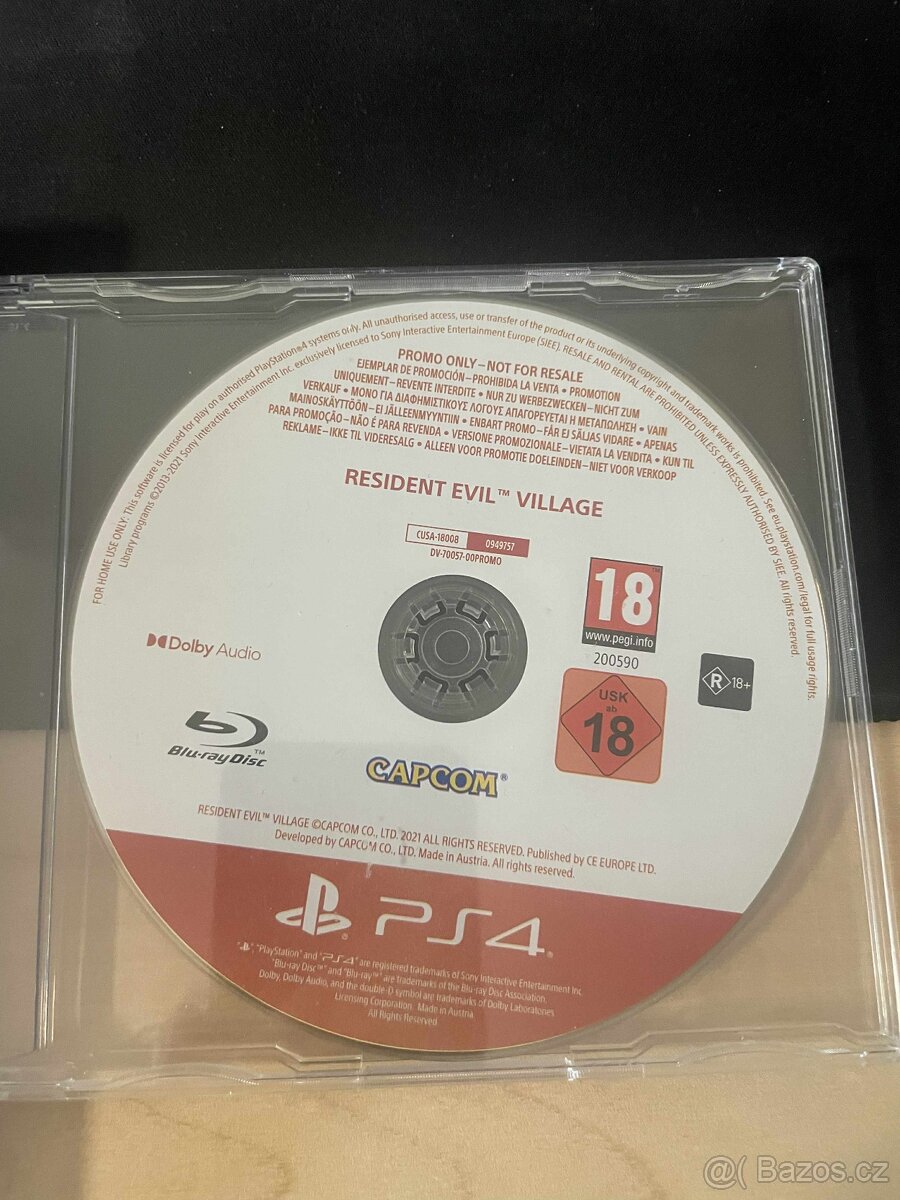 FOR HOME USE ONLY: This software is licensed for play on authorised PlayStation®4 systems only. All unauthorised access, use or transfer of the product or its underlying copyright and trademark works is prohibited. See eu.playstation.com/legal for full usage rights.
Library programs ©2013-2021 Sony Interactive Entertainment Inc. exclusively licensed to Sony Interactive Entertainment Europe (SIEE). RESALE AND RENTAL ARE PROHIBITED UNLESS EXPRESSLY AUTHORISED BY SIEE. All rights reserved.
PROMO ONLY – NOT FOR RESALE
EJEMPLAR DE PROMOCIÓN – PROHIBIDA LA VENTA • PROMOTION
UNIQUEMENT – REVENTE INTERDITE • NUR ZU WERBEZWECKEN – NICHT ZUM
VERKAUF • ΜΟΝΟ ΓΙΑ ΔΙΑΦΗΜΙΣΤΙΚΟΥΣ ΛΟΓΟΥΣ ΑΠΑΓΟΡΕΥΕΤΑΙ Η ΜΕΤΑΠΩΛΗΣΗ • VAIN
MAINOSKÄYTTÖÖN – EI JÄLLEENMYYNTIIN • ENBART PROMO – FÅR EJ SÄLJAS VIDARE • APENAS
PARA PROMOÇÃO – NÃO É PARA REVENDA • VERSIONE PROMOZIONALE – VIETATA LA VENDITA • KUN TIL
REKLAME – IKKE TIL VIDERESALG • ALLEEN VOOR PROMOTIE DOELEINDEN – NIET VOOR VERKOOP
RESIDENT EVIL™ VILLAGE
CUSA-18008 0949757
DV-70057-00PROMO
18
www.pegi.info
200590
Dolby Audio
R 18+
USK
ab
18
Blu-ray Disc™
CAPCOM®
RESIDENT EVIL™ VILLAGE ©CAPCOM CO., LTD. 2021 ALL RIGHTS RESERVED. Published by CE EUROPE LTD.
Developed by CAPCOM CO., LTD. Made in Austria. All rights reserved.
PS4
", "PlayStation" and "PS4" are registered trademarks of Sony Interactive Entertainment Inc.
"Blu-ray Disc™" and "Blu-ray™" are trademarks of the Blu-ray Disc Association.
Dolby, Dolby Audio, and the double-D symbol are trademarks of Dolby Laboratories
Licensing Corporation. Made in Austria
All Rights Reserved
@( Bazos.cz